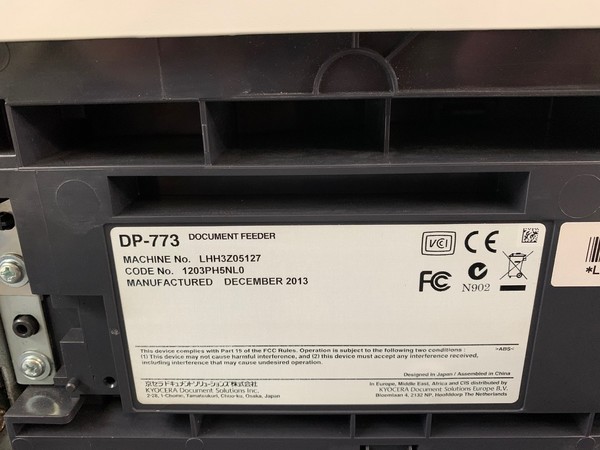 DP-773 DOCUMENT FEEDER
MACHINE No. LHH3Z05127
CODE No. 1203PH5NL0
MANUFACTURED DECEMBER 2013
VCI
CE
FC
N902
This device complies with Part 15 of the FCC Rules. Operation is subject to the following two conditions :
(1) This device may not cause harmful interference, and (2) this device must accept any interference received,
including interference that may cause undesired operation.
>ABS<
Designed in Japan / Assembled in China
京セラドキュメントソリューションズ株式会社
KYOCERA Document Solutions Inc.
2-28, 1-Chome, Tamatsukuri, Chuo-ku, Osaka, Japan
In Europe, Middle East, Africa and CIS distributed by
KYOCERA Document Solutions Europe B.V.
Bloemlaan 4, 2132 NP, Hoofddorp The Netherlands
*L